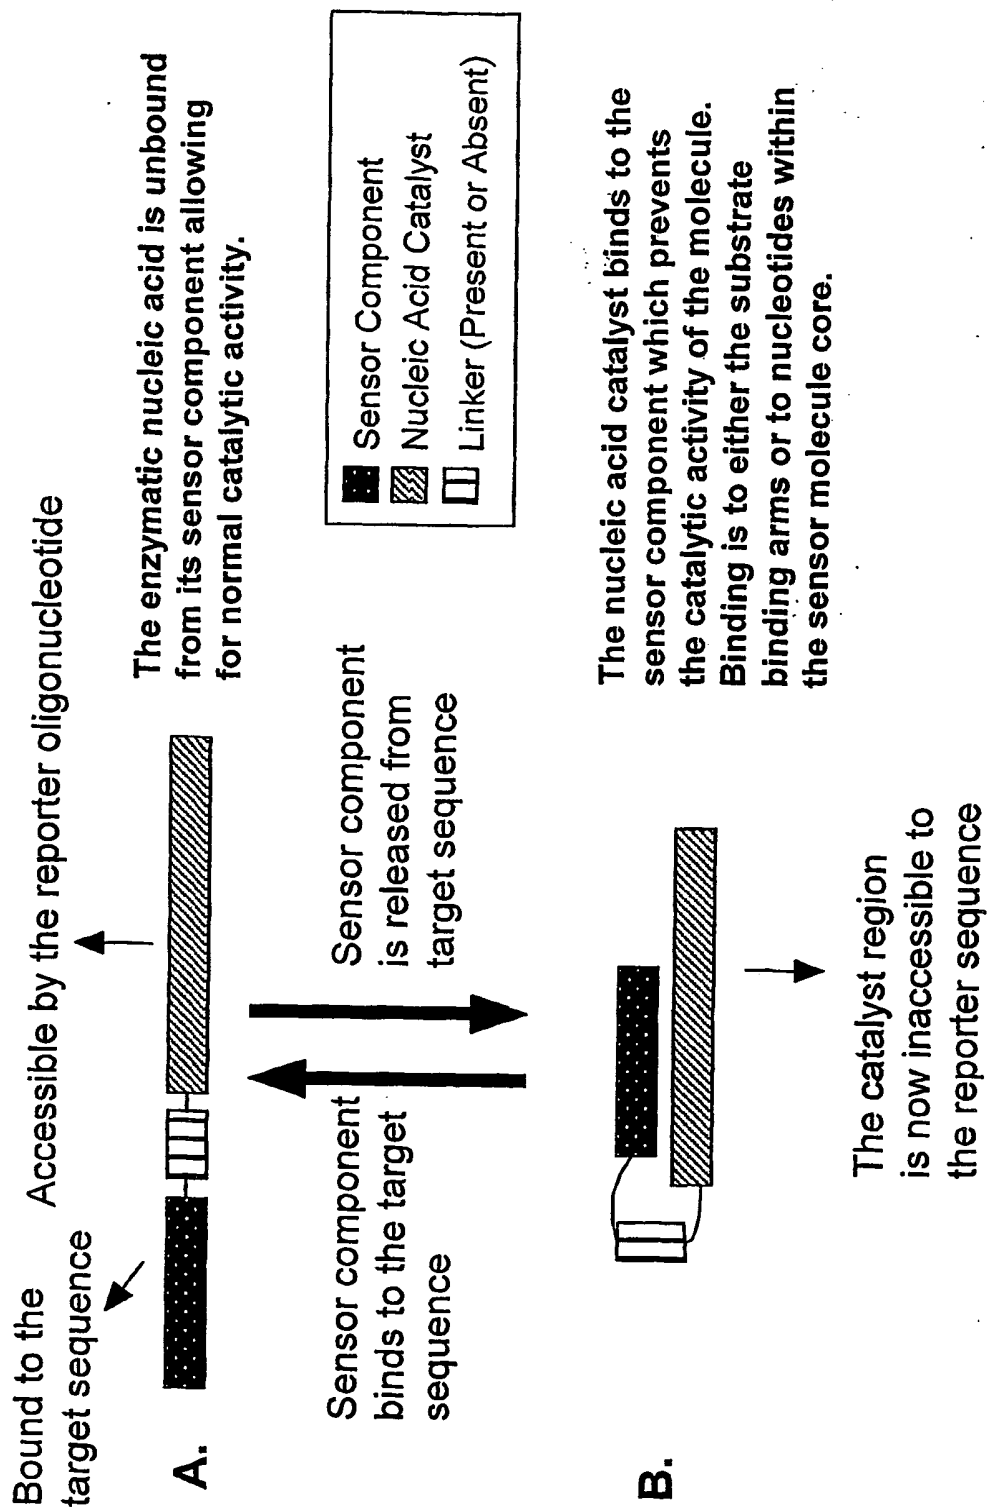 Bound to the
target sequence
Accessible by the reporter oligonucleotide
A.
The enzymatic nucleic acid is unbound
from its sensor component allowing
for normal catalytic activity.
Sensor component
binds to the target
sequence
Sensor component
is released from
target sequence
Sensor Component
Nucleic Acid Catalyst
Linker (Present or Absent)
B.
The nucleic acid catalyst binds to the
sensor component which prevents
the catalytic activity of the molecule.
Binding is to either the substrate
binding arms or to nucleotides within
the sensor molecule core.
The catalyst region
is now inaccessible to
the reporter sequence